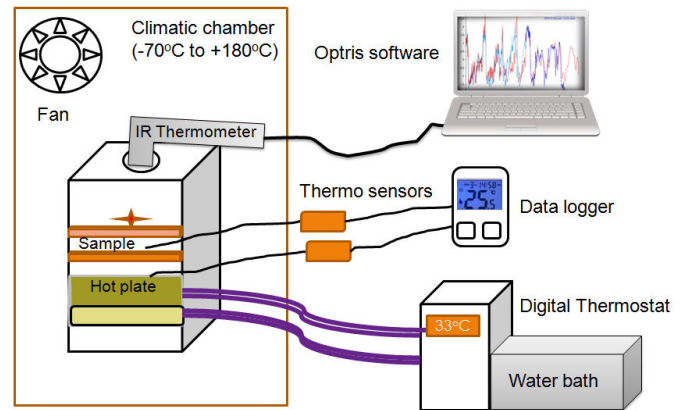 Climatic chamber
(-70°C to +180°C)
Fan
IR Thermometer
Optris software
Thermo sensors
Data logger
Sample
Hot plate
Digital Thermostat
33°C
Water bath